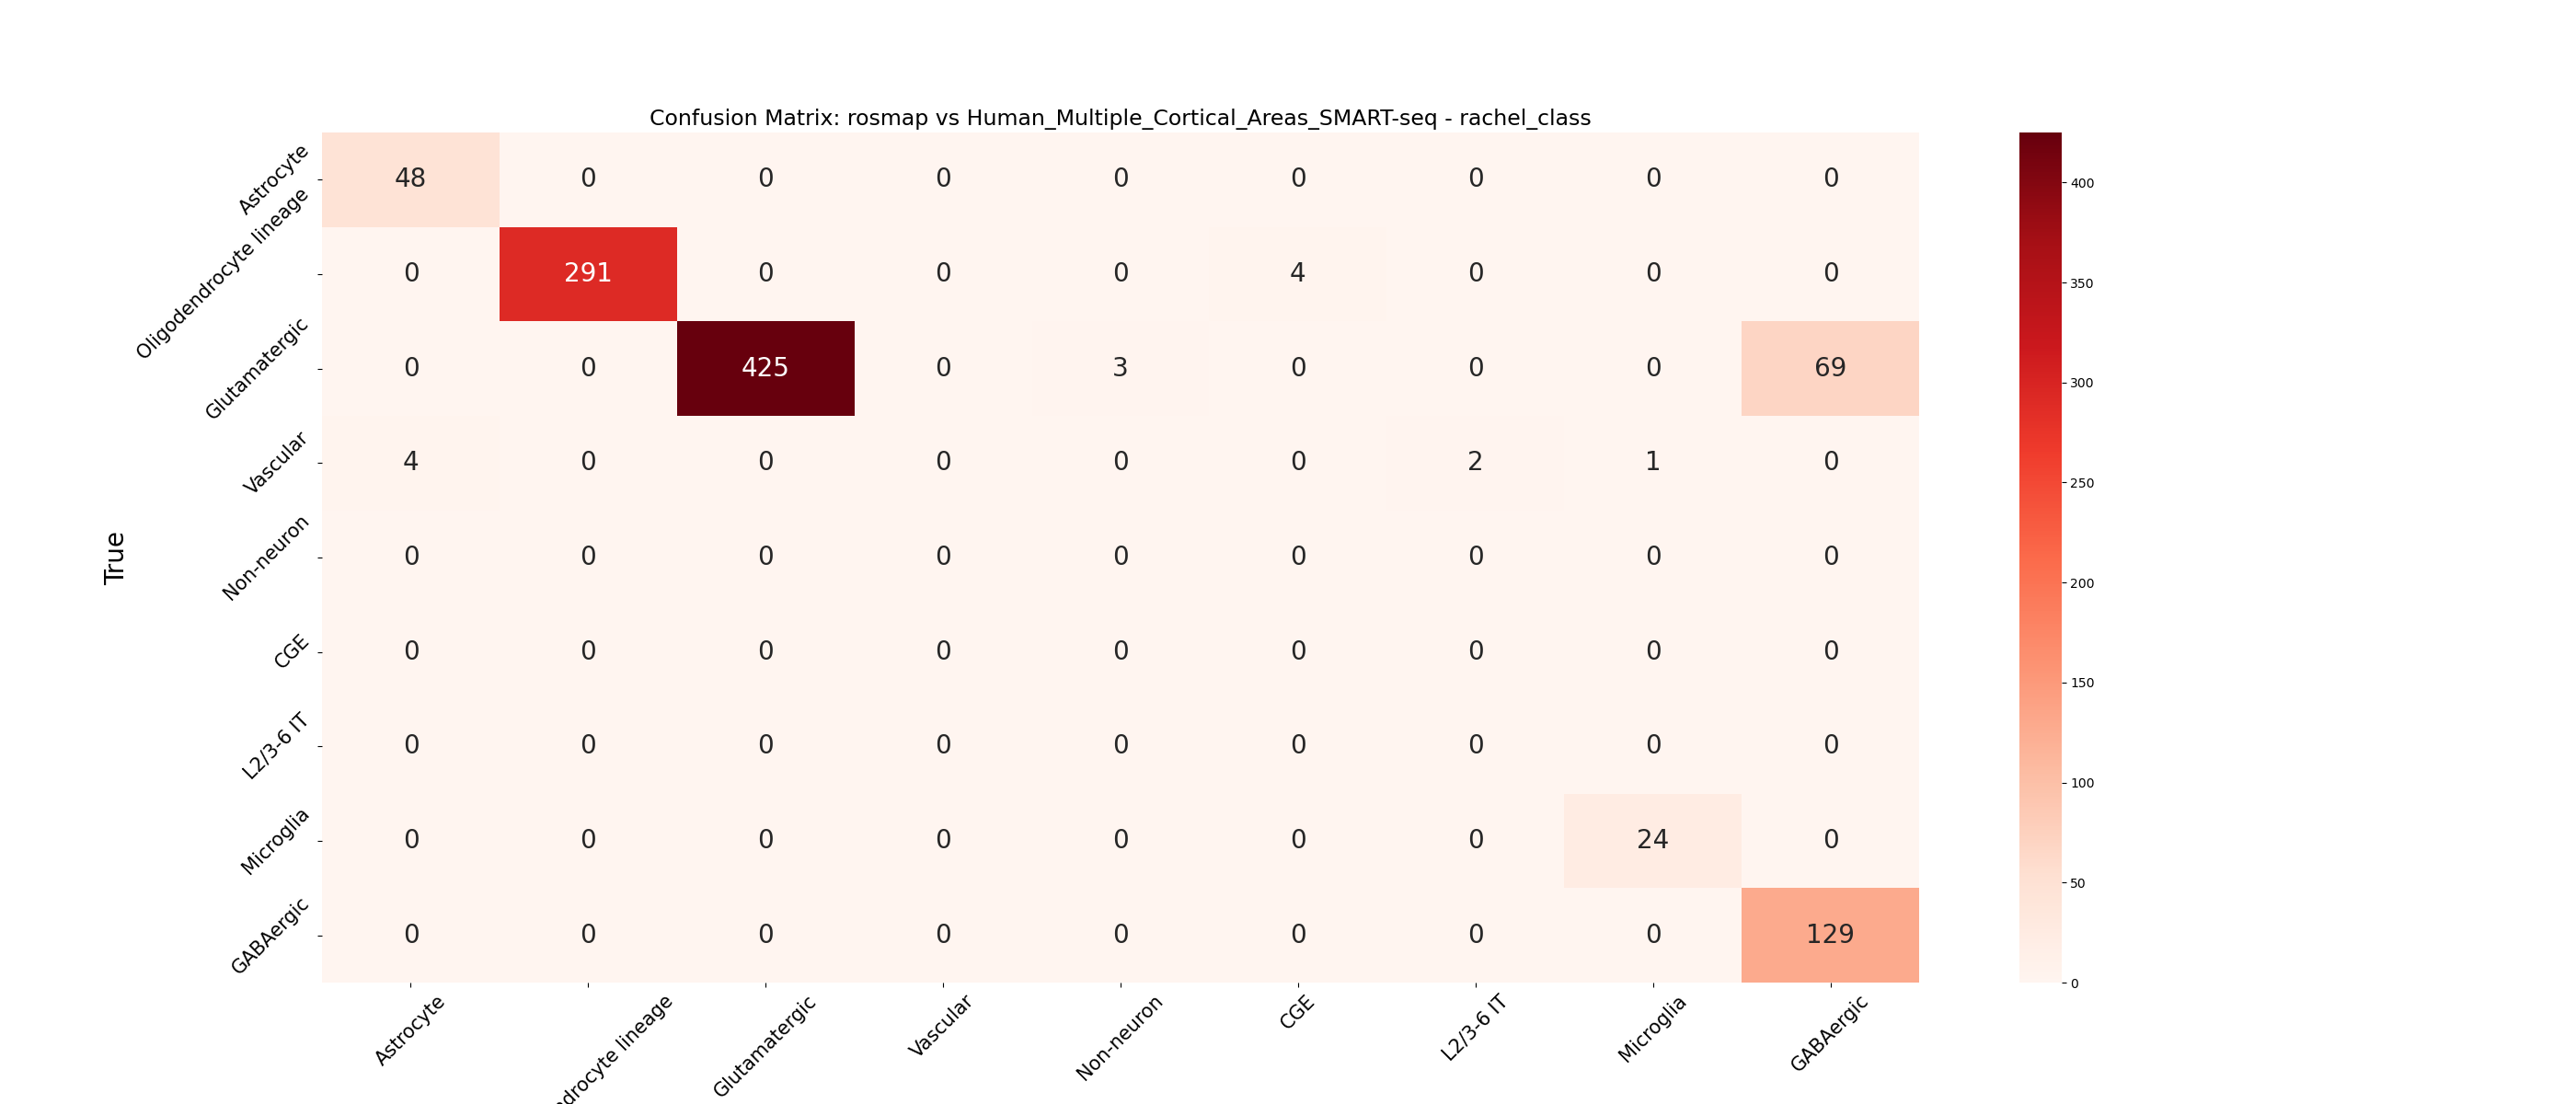 Confusion Matrix: rosmap vs Human_Multiple_Cortical_Areas_SMART-seq - rachel_class
True
Astrocyte 48 0 0 0 0 0 0 0 0
Oligodendrocyte lineage 0 291 0 0 0 4 0 0 0
Glutamatergic 0 0 425 0 3 0 0 0 69
Vascular 4 0 0 0 0 0 2 1 0
Non-neuron 0 0 0 0 0 0 0 0 0
CGE 0 0 0 0 0 0 0 0 0
L2/3-6 IT 0 0 0 0 0 0 0 0 0
Microglia 0 0 0 0 0 0 0 24 0
GABAergic 0 0 0 0 0 0 0 0 129
Astrocyte
ndrocyte lineage
Glutamatergic
Vascular
Non-neuron
CGE
L2/3-6 IT
Microglia
GABAergic
400
350
300
250
200
150
100
50
0